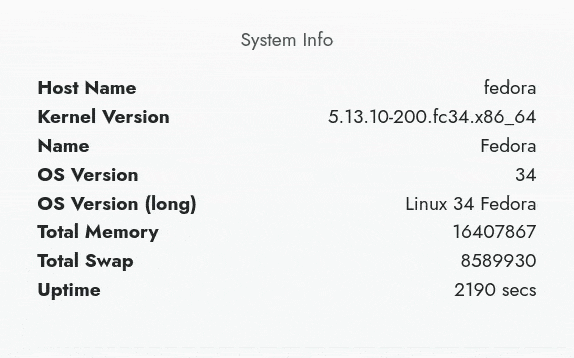 System Info
Host Name fedora
Kernel Version 5.13.10-200.fc34.x86_64
Name Fedora
OS Version 34
OS Version (long) Linux 34 Fedora
Total Memory 16407867
Total Swap 8589930
Uptime 2190 secs